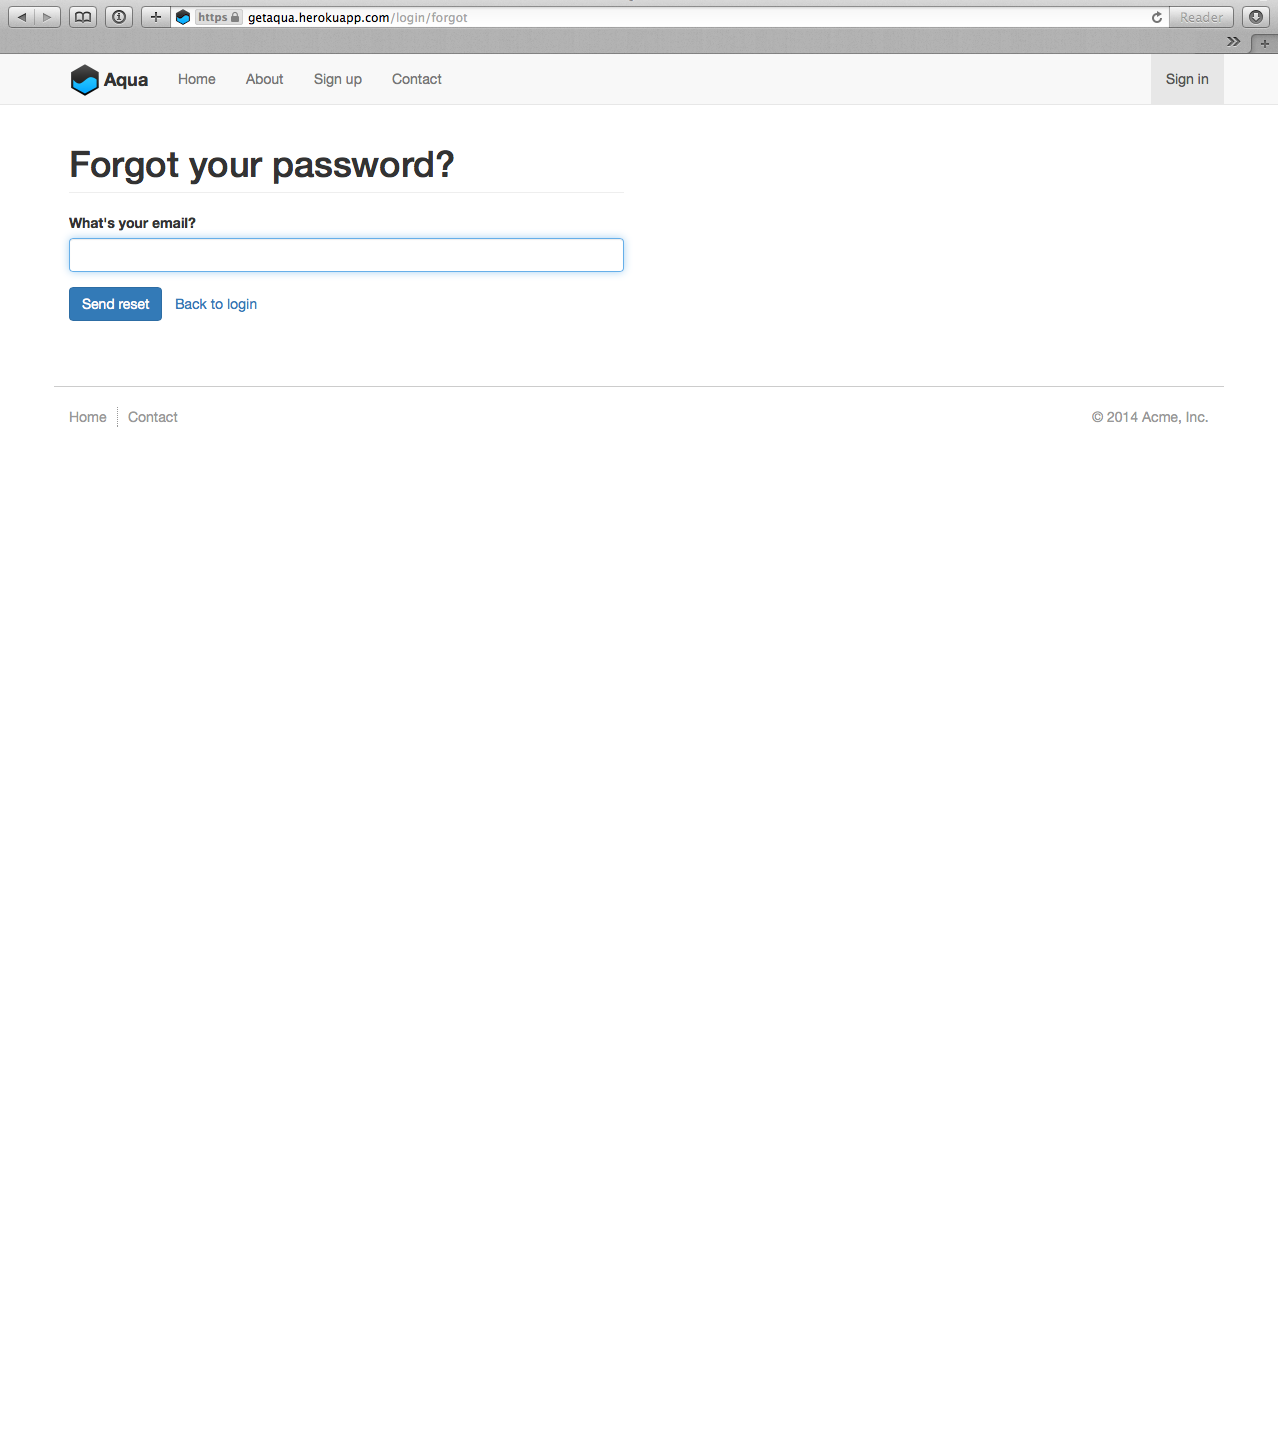 https getaqua.herokuapp.com/login/forgot Reader
Aqua Home About Sign up Contact Sign in
Forgot your password?
What's your email?
Send reset Back to login
Home Contact © 2014 Acme, Inc.